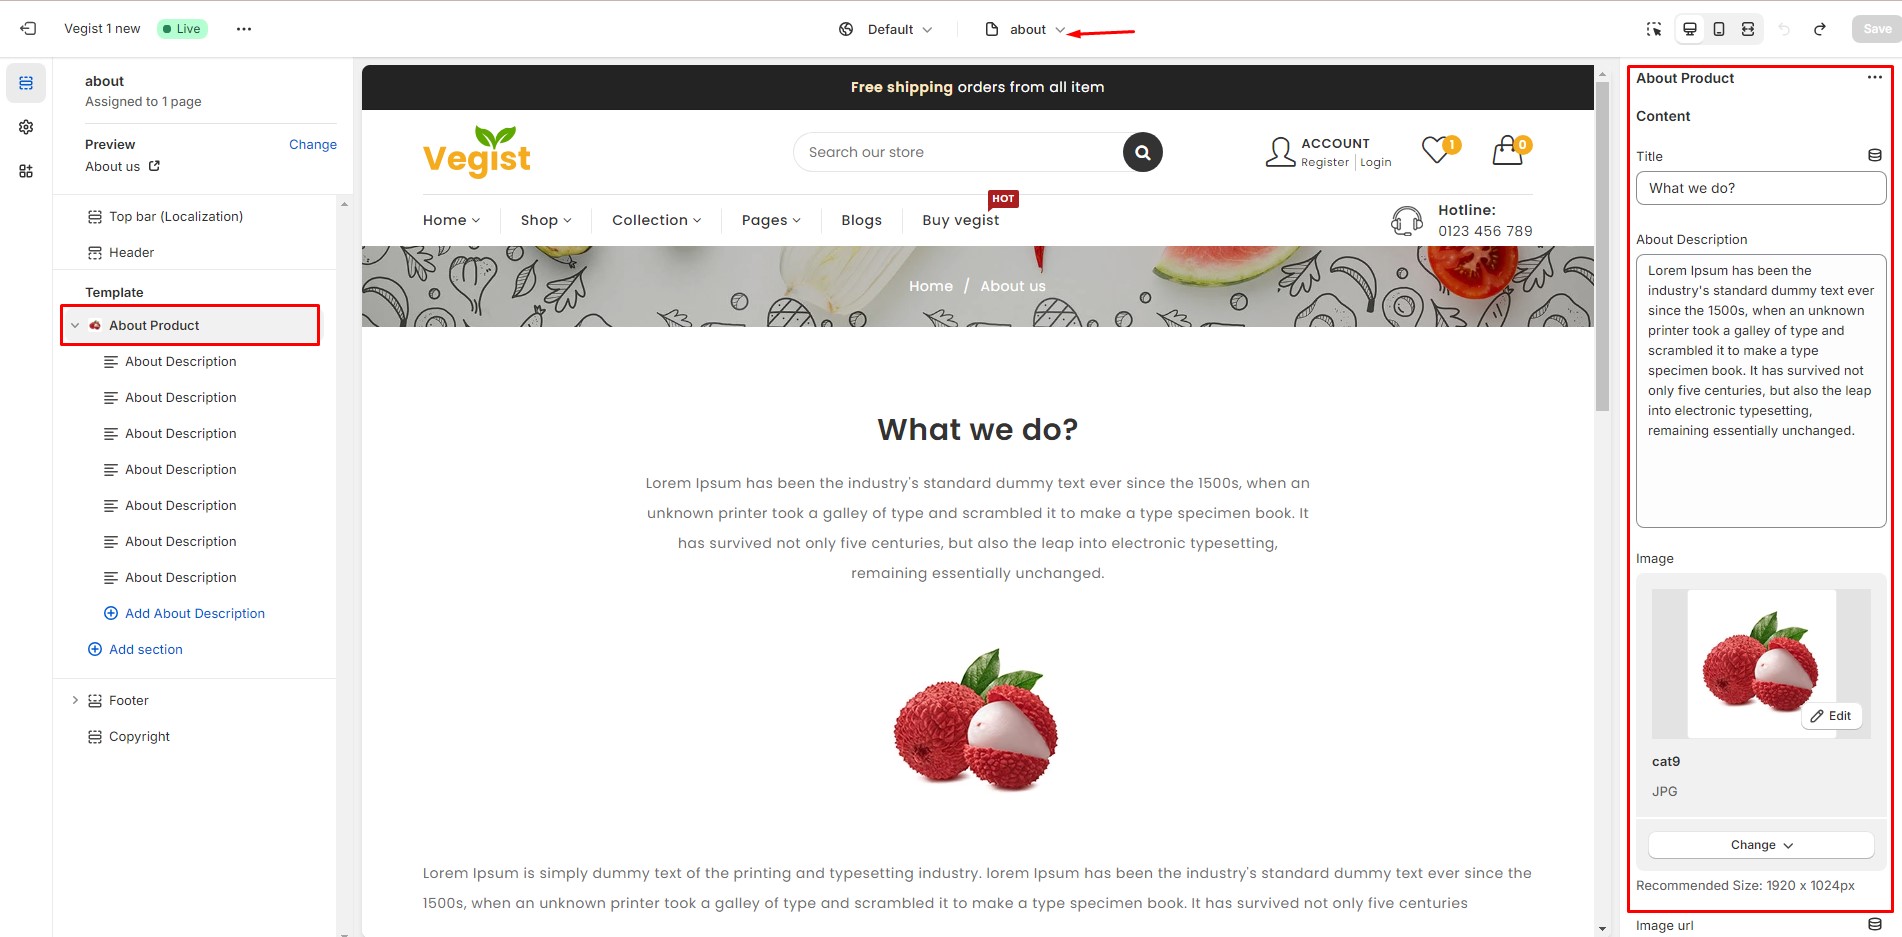 Vegist 1 new
Live
Default
about
Save
about
Assigned to 1 page
Preview
Change
About us
Top bar (Localization)
Header
Template
About Product
About Description
About Description
About Description
About Description
About Description
About Description
About Description
Add About Description
Add section
Footer
Copyright
Free shipping orders from all item
Vegist
Search our store
ACCOUNT
Register
Login
1
0
HOT
Home
Shop
Collection
Pages
Blogs
Buy vegist
Hotline:
0123 456 789
Home / About us
What we do?
Lorem Ipsum has been the industry's standard dummy text ever since the 1500s, when an
unknown printer took a galley of type and scrambled it to make a type specimen book. It
has survived not only five centuries, but also the leap into electronic typesetting,
remaining essentially unchanged.
Lorem Ipsum is simply dummy text of the printing and typesetting industry. lorem Ipsum has been the industry's standard dummy text ever since the
1500s, when an unknown printer took a galley of type and scrambled it to make a type specimen book. It has survived not only five centuries
About Product
Content
Title
What we do?
About Description
Lorem Ipsum has been the
industry's standard dummy text ever
since the 1500s, when an unknown
printer took a galley of type and
scrambled it to make a type
specimen book. It has survived not
only five centuries, but also the leap
into electronic typesetting,
remaining essentially unchanged.
Image
Edit
cat9
JPG
Change
Recommended Size: 1920 x 1024px
Image url